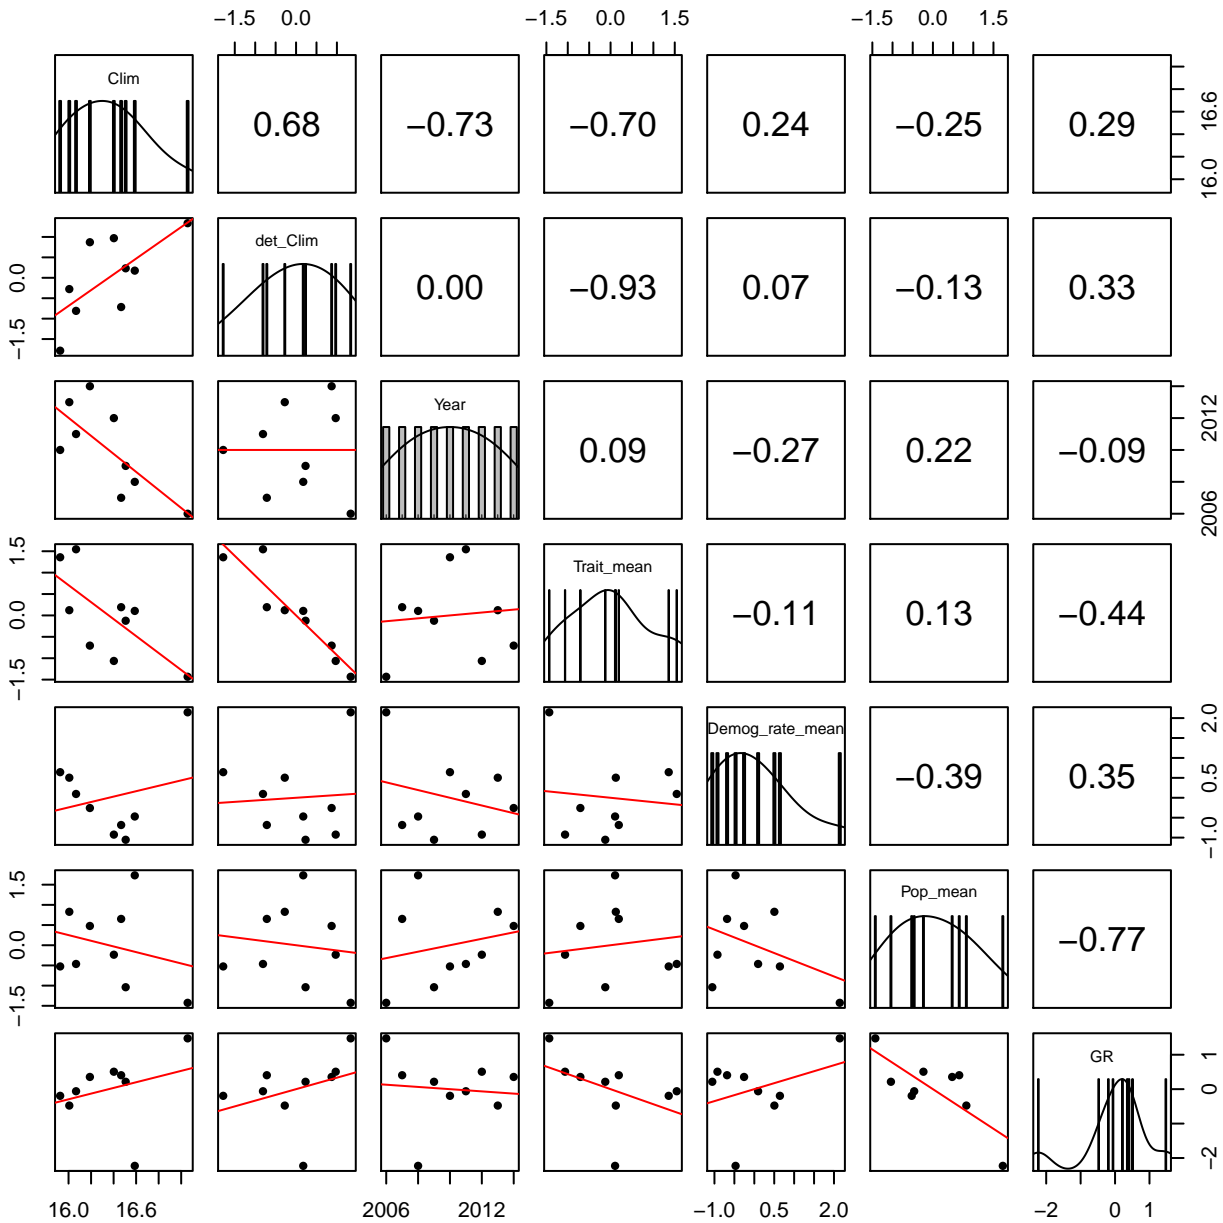 −1.5 0.0 −1.5 0.0 1.5 −1.5 0.0 1.5
Clim 0.68 −0.73 −0.70 0.24 −0.25 0.29 16.0 16.6
−1.5 0.0 det_Clim 0.00 −0.93 0.07 −0.13 0.33
Year 0.09 −0.27 0.22 −0.09 2006 2012
−1.5 0.0 1.5 Trait_mean −0.11 0.13 −0.44
Demog_rate_mean −0.39 0.35 −1.0 0.5 2.0
−1.5 0.0 1.5 Pop_mean −0.77
GR −2 0 1
16.0 16.6 2006 2012 −1.0 0.5 2.0 −2 0 1